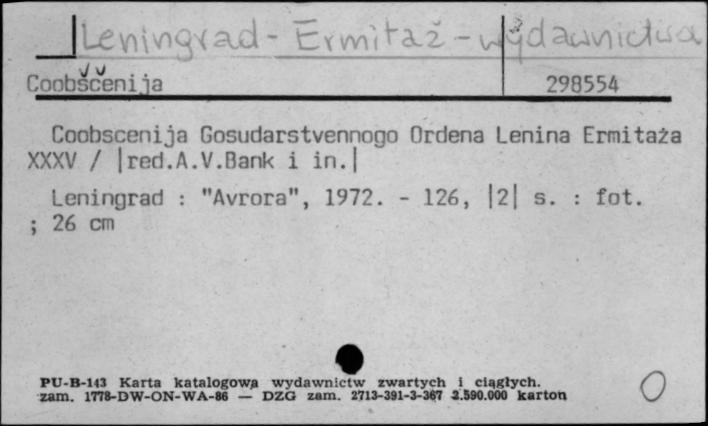 Leningrad - Ermitaž - wydawnictwa
Coobščenija 298554
Coobscenija Gosudarstvennogo Ordena Lenina Ermitaża
XXXV / |red.A.V.Bank i in.|
Leningrad : "Avrora", 1972. - 126, |2| s. : fot.
; 26 cm
PU-B-143 Karta katalogowa wydawnictw zwartych i ciągłych.
zam. 1778-DW-ON-WA-86 — DZG zam. 2713-391-3-367 2.590.000 karton